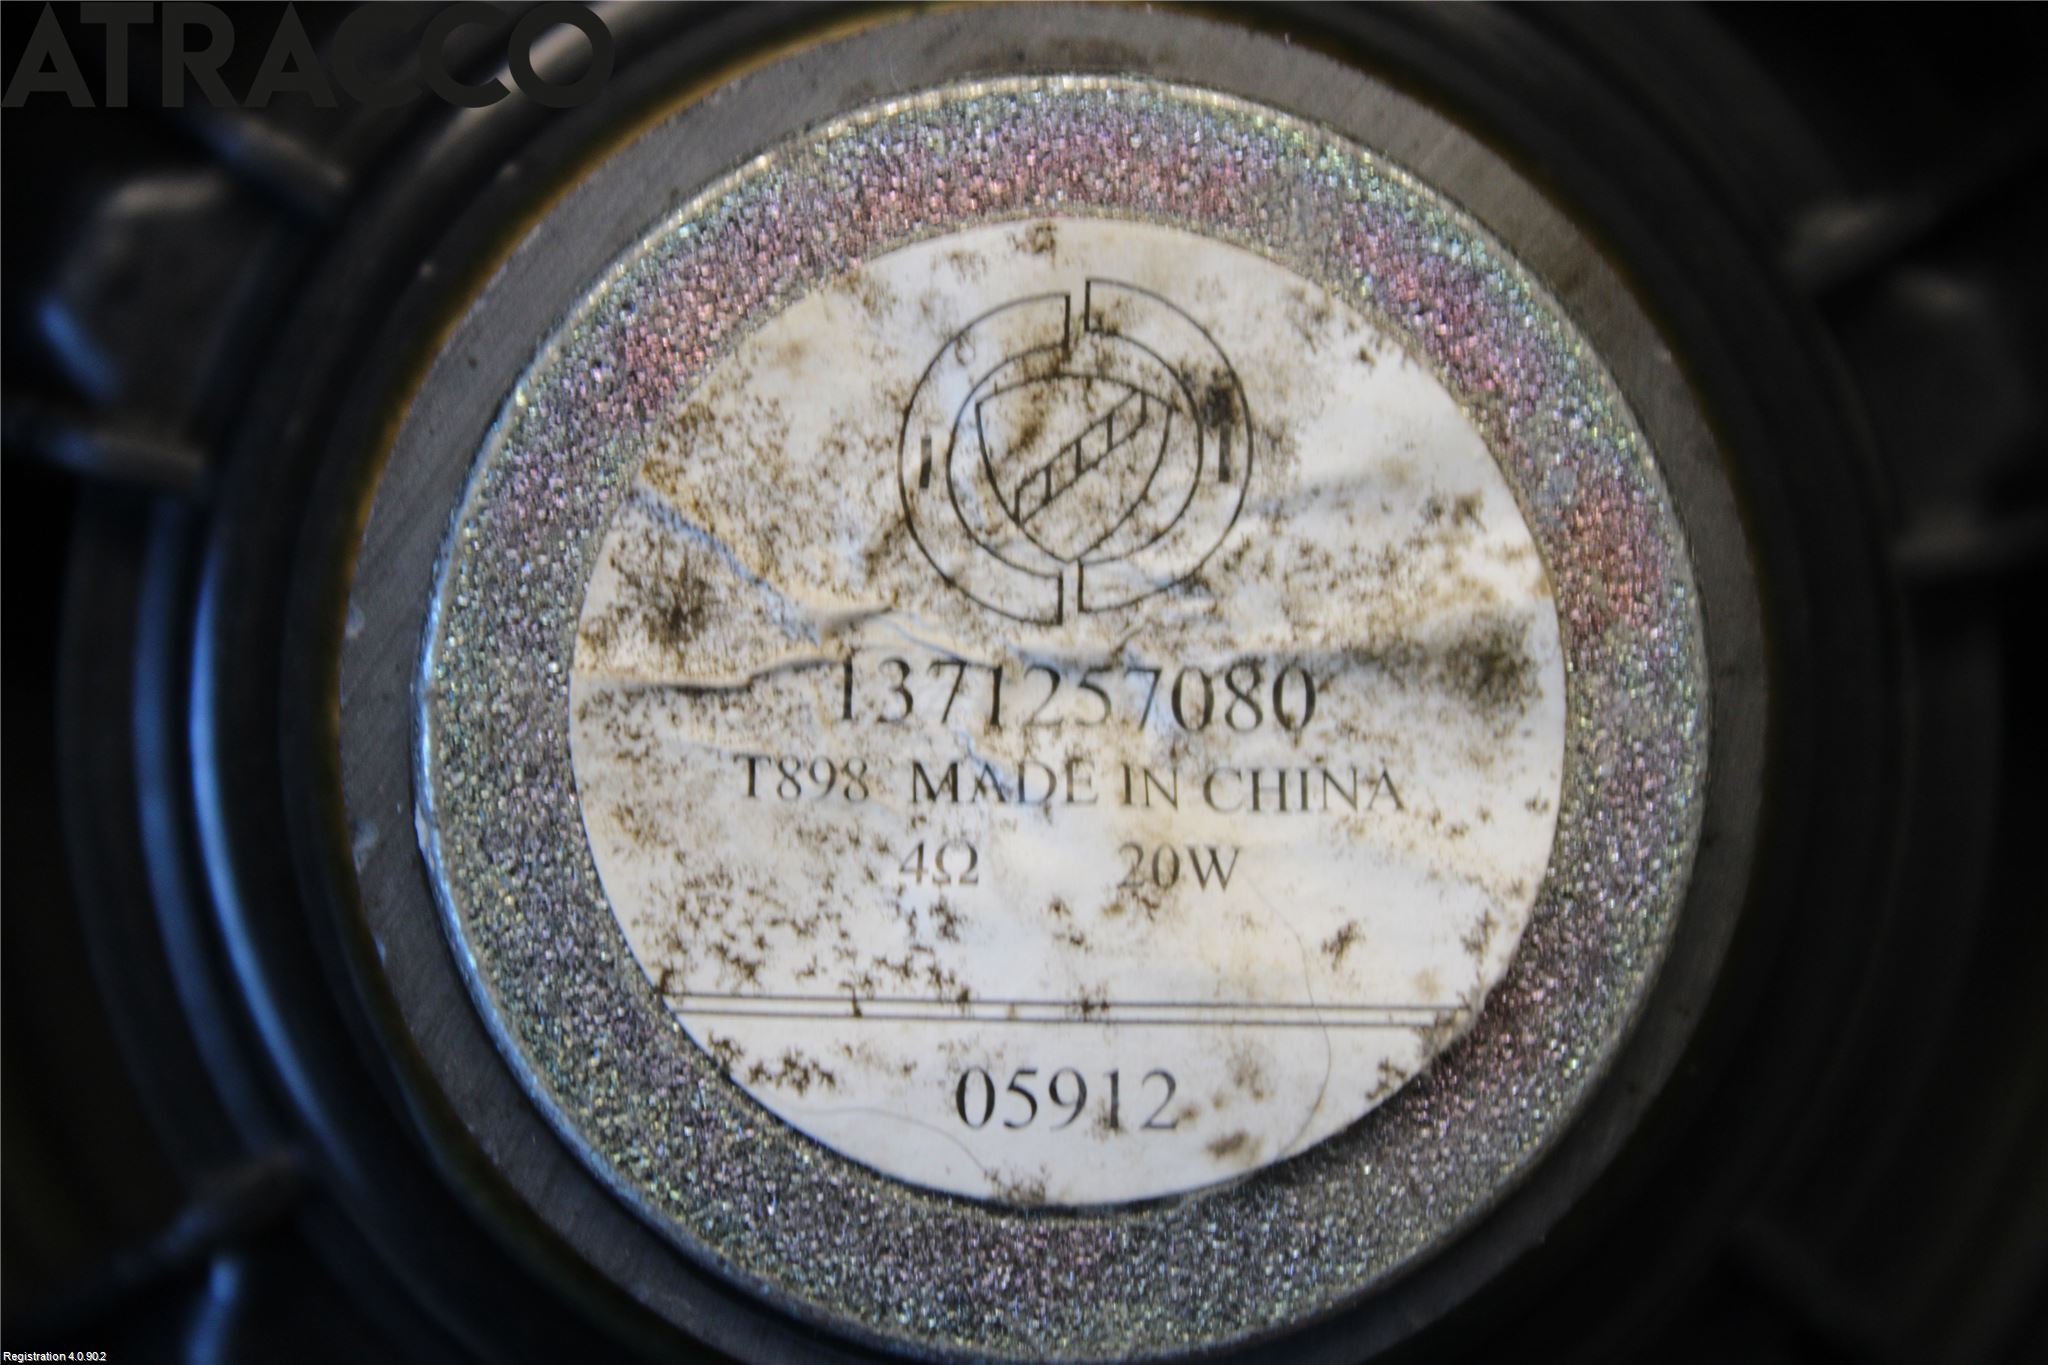 ATRACCO
1371257080
T898 MADE IN CHINA
4Ω 20W
05912
Registration 4.0.90.2